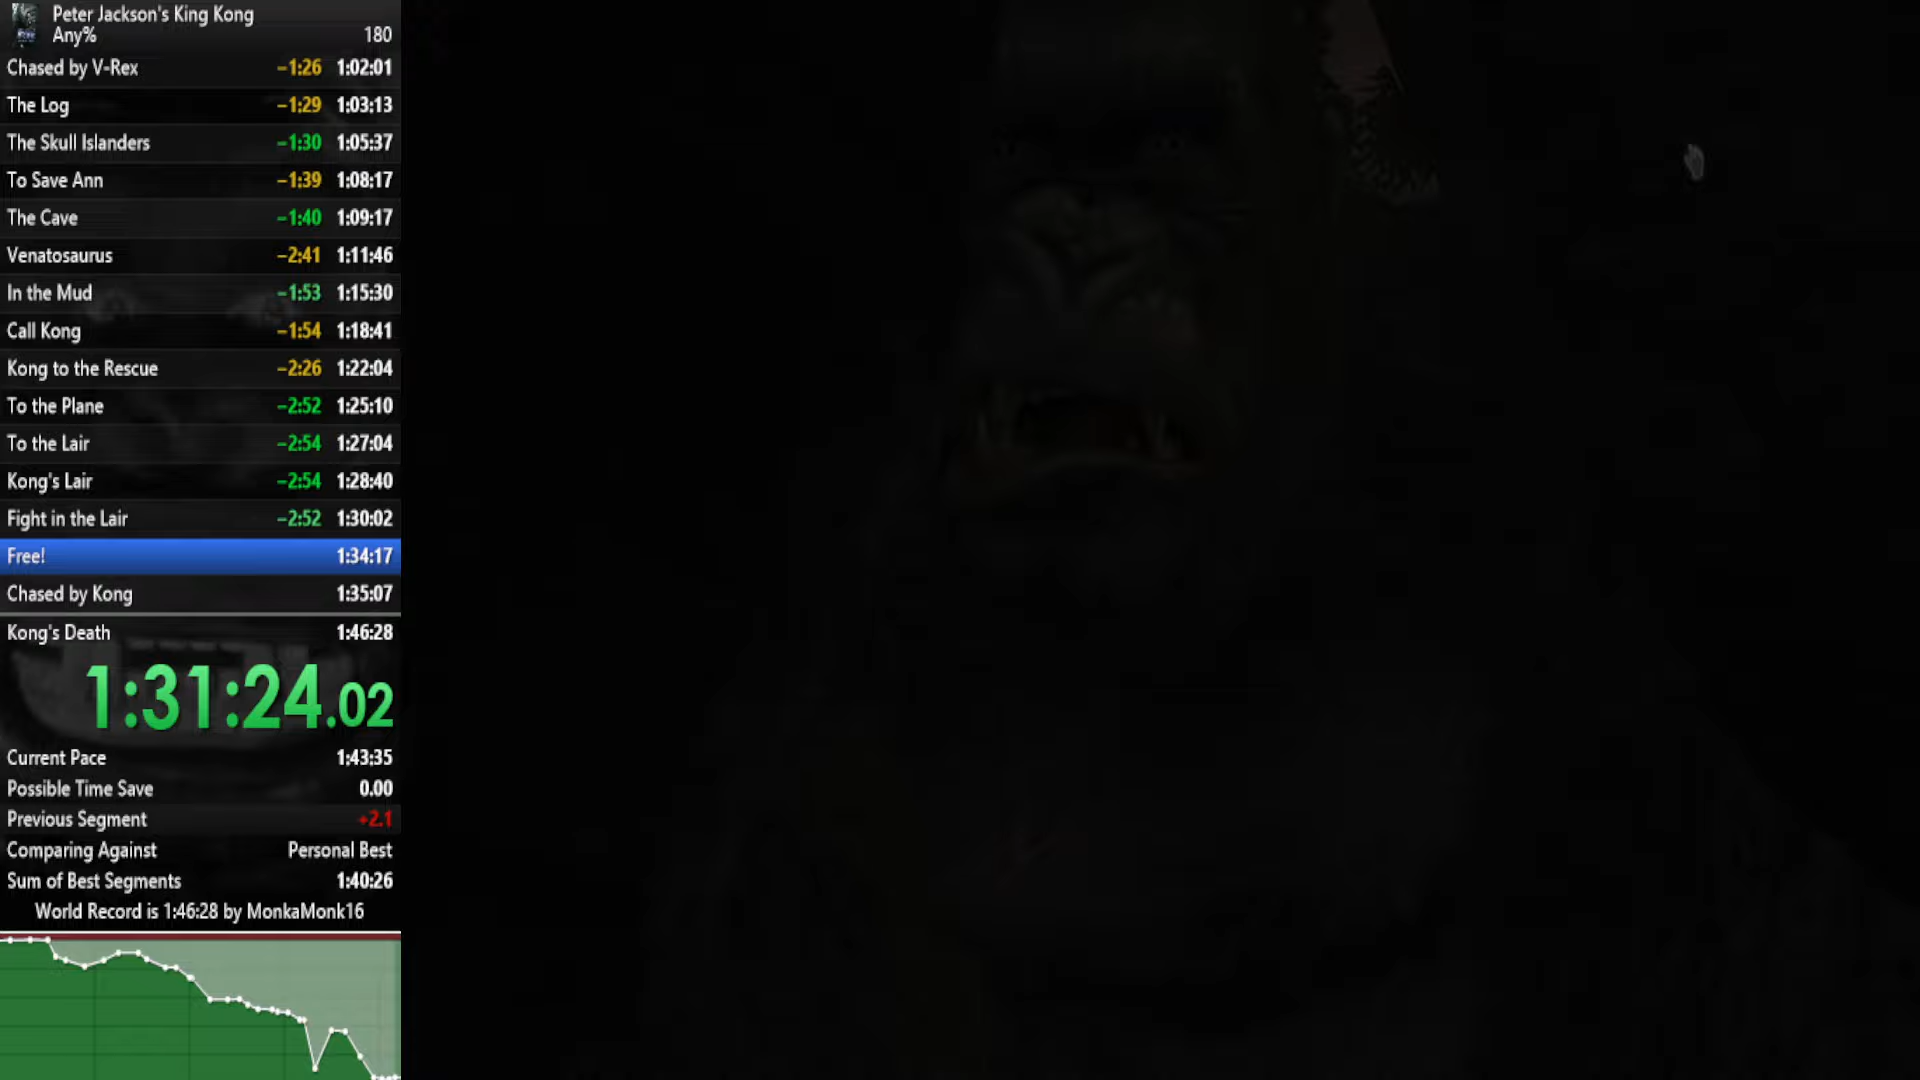 Peter Jackson's King Kong
Any% 180
Chased by V-Rex −1:26 1:02:01
The Log −1:29 1:03:13
The Skull Islanders −1:30 1:05:37
To Save Ann −1:39 1:08:17
The Cave −1:40 1:09:17
Venatosaurus −2:41 1:11:46
In the Mud −1:53 1:15:30
Call Kong −1:54 1:18:41
Kong to the Rescue −2:26 1:22:04
To the Plane −2:52 1:25:10
To the Lair −2:54 1:27:04
Kong's Lair −2:54 1:28:40
Fight in the Lair −2:52 1:30:02
Free! 1:34:17
Chased by Kong 1:35:07
Kong's Death 1:46:28
1:31:24.02
Current Pace 1:43:35
Possible Time Save 0.00
Previous Segment +2.1
Comparing Against Personal Best
Sum of Best Segments 1:40:26
World Record is 1:46:28 by MonkaMonk16